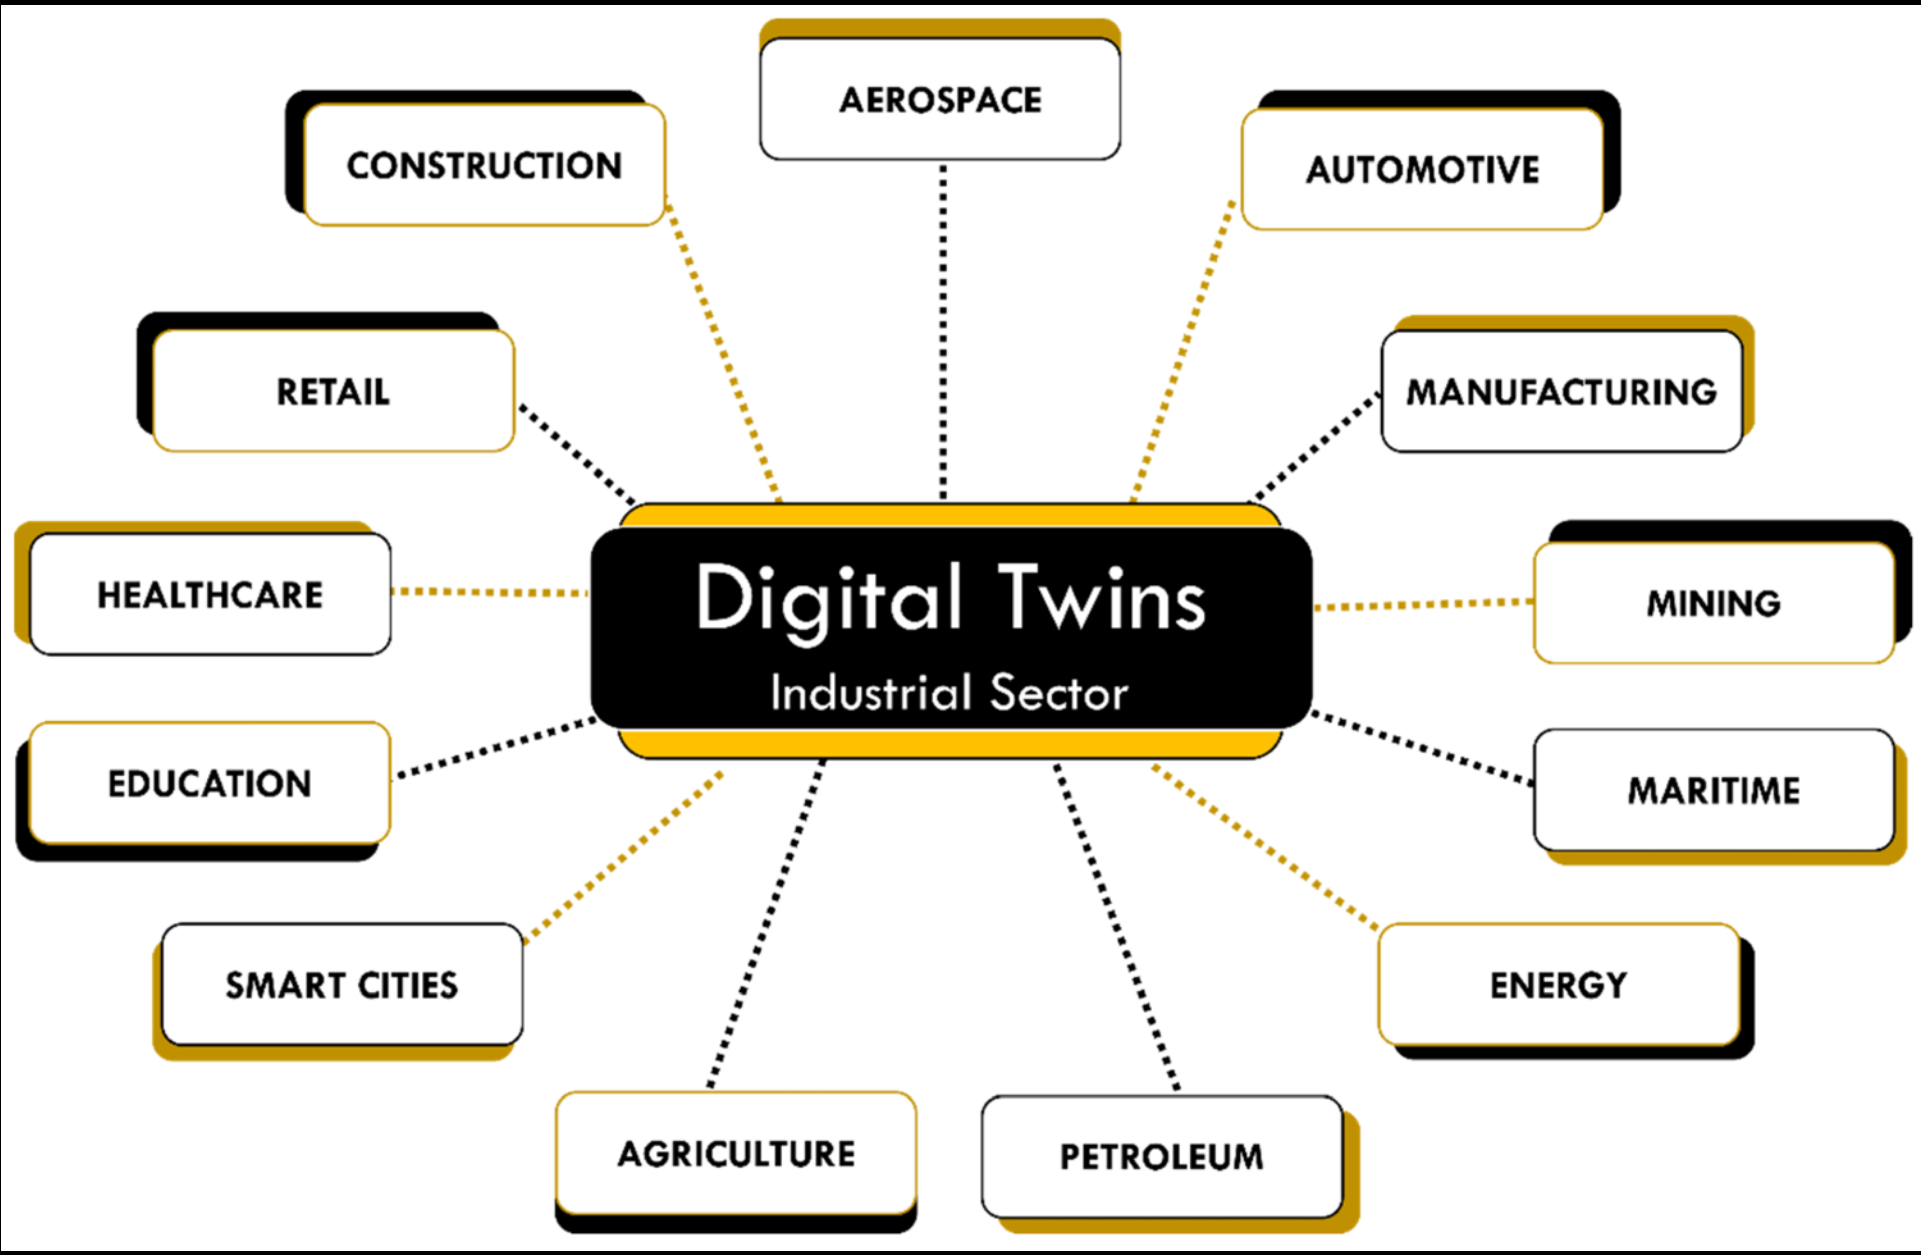 AEROSPACE
CONSTRUCTION
AUTOMOTIVE
RETAIL
MANUFACTURING
HEALTHCARE
Digital Twins
Industrial Sector
MINING
EDUCATION
MARITIME
SMART CITIES
ENERGY
AGRICULTURE
PETROLEUM